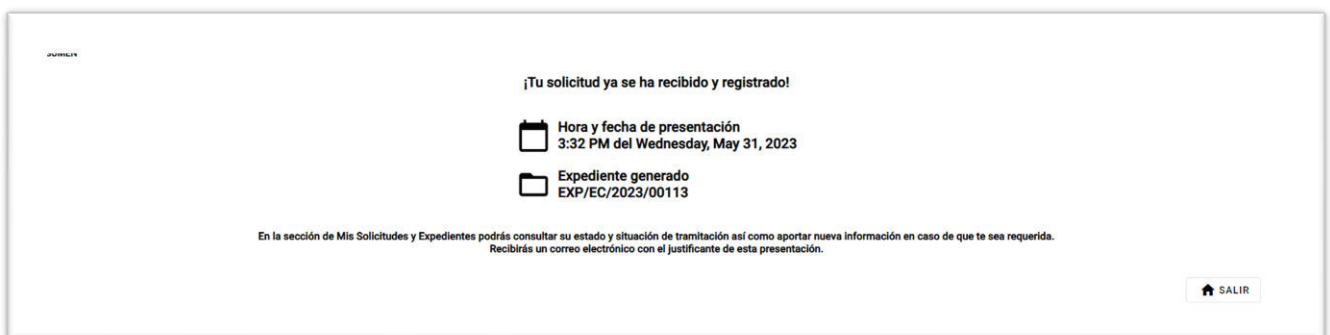 SUMEN
¡Tu solicitud ya se ha recibido y registrado!
Hora y fecha de presentación
3:32 PM del Wednesday, May 31, 2023
Expediente generado
EXP/EC/2023/00113
En la sección de Mis Solicitudes y Expedientes podrás consultar su estado y situación de tramitación así como aportar nueva información en caso de que te sea requerida.
Recibirás un correo electrónico con el justificante de esta presentación.
SALIR